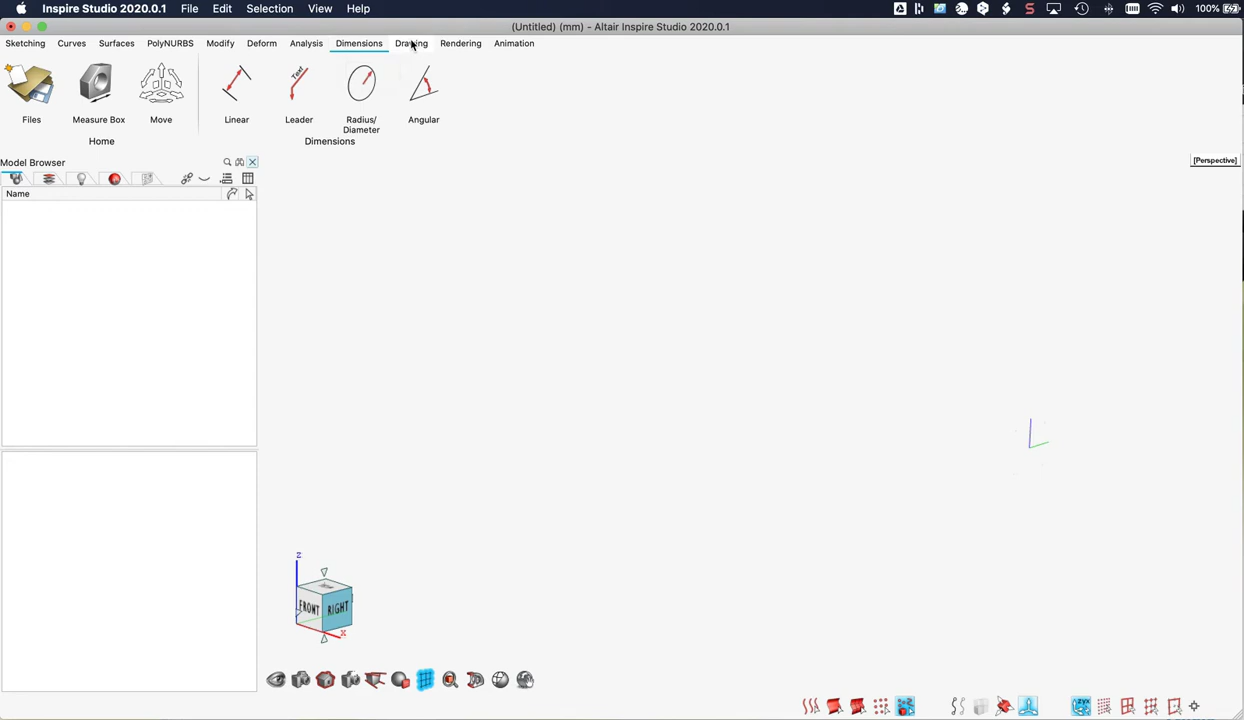 Inspire Studio 2020.0.1 File Edit Selection View Help 100%
(Untitled) (mm) - Altair Inspire Studio 2020.0.1
Sketching Curves Surfaces PolyNURBS Modify Deform Analysis Dimensions Drawing Rendering Animation
Text
Files Measure Box Move Linear Leader Radius/ Angular
Diameter
Home Dimensions
Model Browser
[Perspective]
Name
Z
FRONT RIGHT
X
ZYX